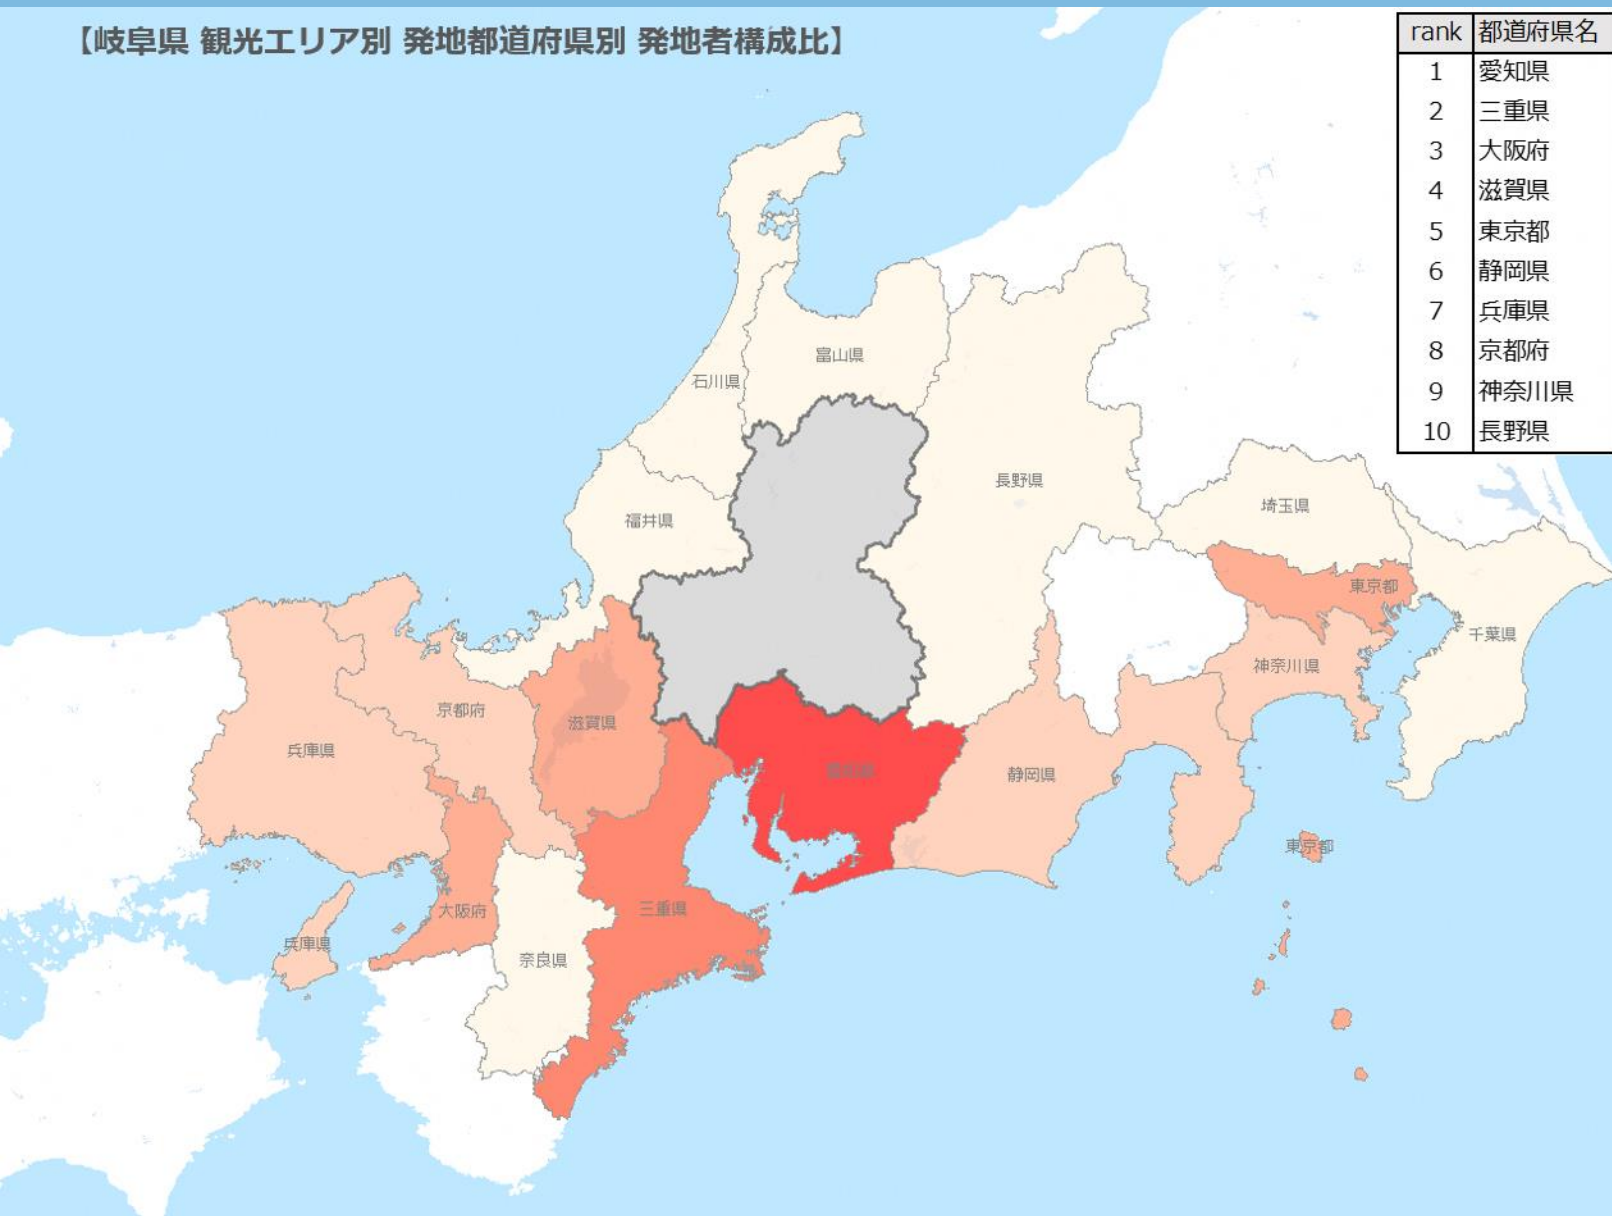 【岐阜県 観光エリア別 発地都道府県別 発地者構成比】
rank 都道府県名
1 愛知県
2 三重県
3 大阪府
4 滋賀県
5 東京都
6 静岡県
7 兵庫県
8 京都府
9 神奈川県
10 長野県
富山県
石川県
長野県
埼玉県
福井県
東京都
千葉県
神奈川県
京都府
滋賀県
兵庫県
愛知県
静岡県
東京都
三重県
大阪府
兵庫県
奈良県